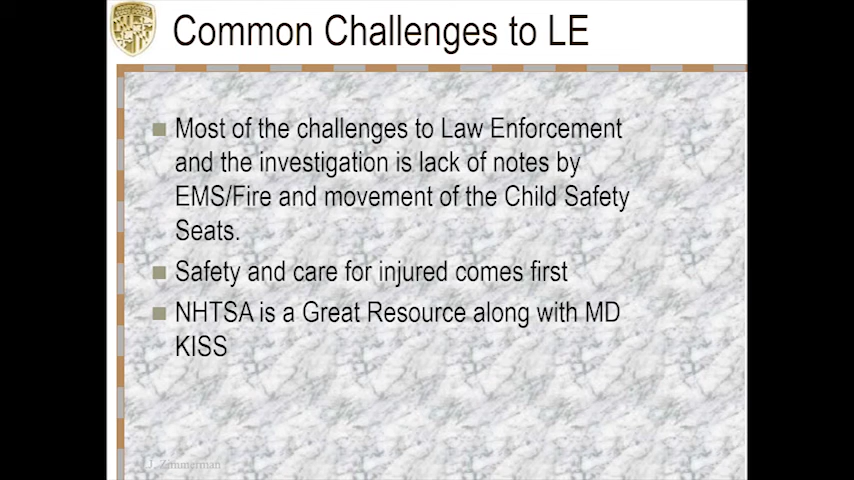 Common Challenges to LE
Most of the challenges to Law Enforcement
and the investigation is lack of notes by
EMS/Fire and movement of the Child Safety
Seats.
Safety and care for injured comes first
NHTSA is a Great Resource along with MD
KISS
J. Zimmerman